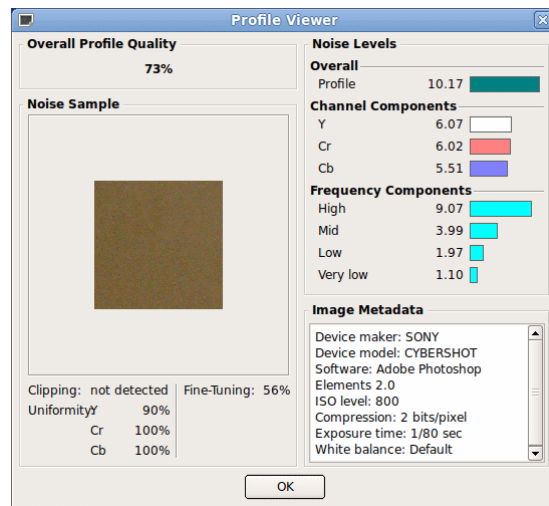 Profile Viewer
Overall Profile Quality
73%
Noise Sample
Clipping: not detected
Uniformity: Y 90%
Cr 100%
Cb 100%
Fine-Tuning: 56%
Noise Levels
Overall
Profile 10.17
Channel Components
Y 6.07
Cr 6.02
Cb 5.51
Frequency Components
High 9.07
Mid 3.99
Low 1.97
Very low 1.10
Image Metadata
Device maker: SONY
Device model: CYBERSHOT
Software: Adobe Photoshop
Elements 2.0
ISO level: 800
Compression: 2 bits/pixel
Exposure time: 1/80 sec
White balance: Default
OK